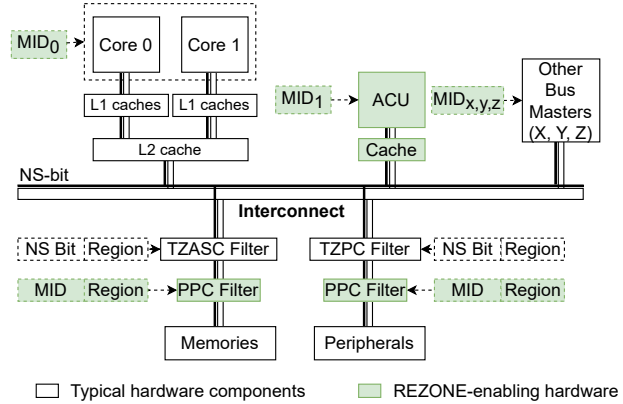 MID0
Core 0
Core 1
L1 caches
L1 caches
L2 cache
MID1
ACU
Cache
MIDx,y,z
Other
Bus
Masters
(X, Y, Z)
NS-bit
Interconnect
NS Bit Region
TZASC Filter
TZPC Filter
NS Bit Region
MID Region
PPC Filter
PPC Filter
MID Region
Memories
Peripherals
Typical hardware components
REZONE-enabling hardware